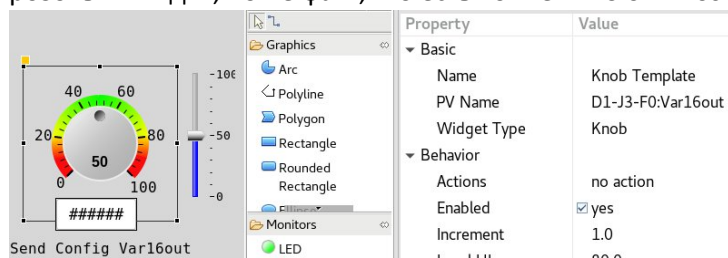 40 60
20 80
50
0 100
######
Send Config Var16out
-100
-50
-0
Graphics
Arc
Polyline
Polygon
Rectangle
Rounded
Rectangle
Monitors
LED
Property Value
Basic
Name Knob Template
PV Name D1-J3-F0:Var16out
Widget Type Knob
Behavior
Actions no action
Enabled yes
Increment 1.0